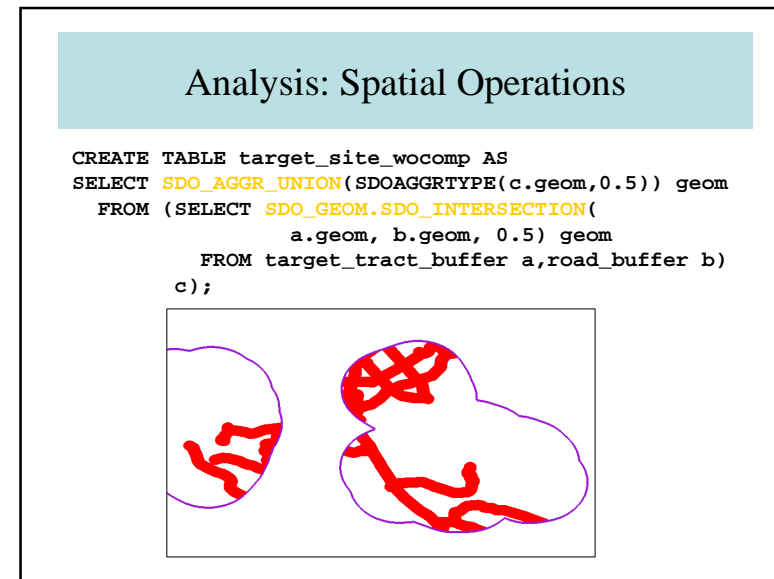 Analysis: Spatial Operations
CREATE TABLE target_site_wocomp AS
SELECT SDO_AGGR_UNION(SDOAGGRTYPE(c.geom,0.5)) geom
FROM (SELECT SDO_GEOM.SDO_INTERSECTION(
a.geom, b.geom, 0.5) geom
FROM target_tract_buffer a,road_buffer b)
c);